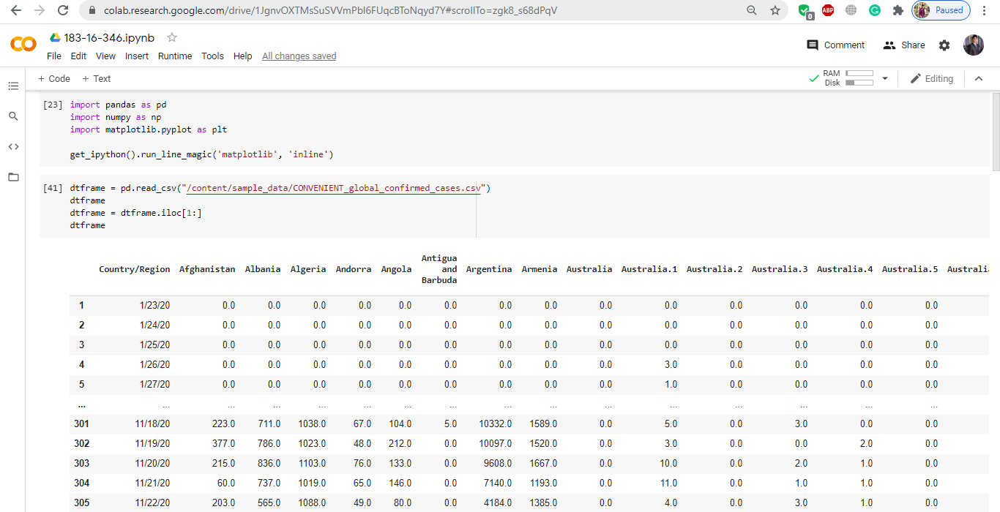 colab.research.google.com/drive/1JgnvOXTMsSuSVVmPbI6FUqcBToNqyd7Y#scrollTo=zgk8_s68dPqV
0
ABP
Paused
183-16-346.ipynb
File Edit View Insert Runtime Tools Help All changes saved
Comment Share
+ Code + Text
RAM
Disk
Editing
[23] import pandas as pd
import numpy as np
import matplotlib.pyplot as plt
get_ipython().run_line_magic('matplotlib', 'inline')
[41] dtframe = pd.read_csv("/content/sample_data/CONVENIENT_global_confirmed_cases.csv")
dtframe
dtframe = dtframe.iloc[1:]
dtframe
Country/Region Afghanistan Albania Algeria Andorra Angola Antigua and Barbuda Argentina Armenia Australia Australia.1 Australia.2 Australia.3 Australia.4 Australia.5 Australi
1 1/23/20 0.0 0.0 0.0 0.0 0.0 0.0 0.0 0.0 0.0 0.0 0.0 0.0 0.0 0.0
2 1/24/20 0.0 0.0 0.0 0.0 0.0 0.0 0.0 0.0 0.0 0.0 0.0 0.0 0.0 0.0
3 1/25/20 0.0 0.0 0.0 0.0 0.0 0.0 0.0 0.0 0.0 0.0 0.0 0.0 0.0 0.0
4 1/26/20 0.0 0.0 0.0 0.0 0.0 0.0 0.0 0.0 0.0 3.0 0.0 0.0 0.0 0.0
5 1/27/20 0.0 0.0 0.0 0.0 0.0 0.0 0.0 0.0 0.0 1.0 0.0 0.0 0.0 0.0
... ... ... ... ... ... ... ... ... ... ... ... ... ... ... ...
301 11/18/20 223.0 711.0 1038.0 67.0 104.0 5.0 10332.0 1589.0 0.0 5.0 0.0 3.0 0.0 0.0
302 11/19/20 377.0 786.0 1023.0 48.0 212.0 0.0 10097.0 1520.0 0.0 3.0 0.0 0.0 2.0 0.0
303 11/20/20 215.0 836.0 1103.0 76.0 133.0 0.0 9608.0 1667.0 0.0 10.0 0.0 2.0 1.0 0.0
304 11/21/20 60.0 737.0 1019.0 65.0 146.0 0.0 7140.0 1193.0 0.0 11.0 0.0 1.0 1.0 0.0
305 11/22/20 203.0 565.0 1088.0 49.0 80.0 0.0 4184.0 1385.0 0.0 4.0 0.0 3.0 1.0 0.0